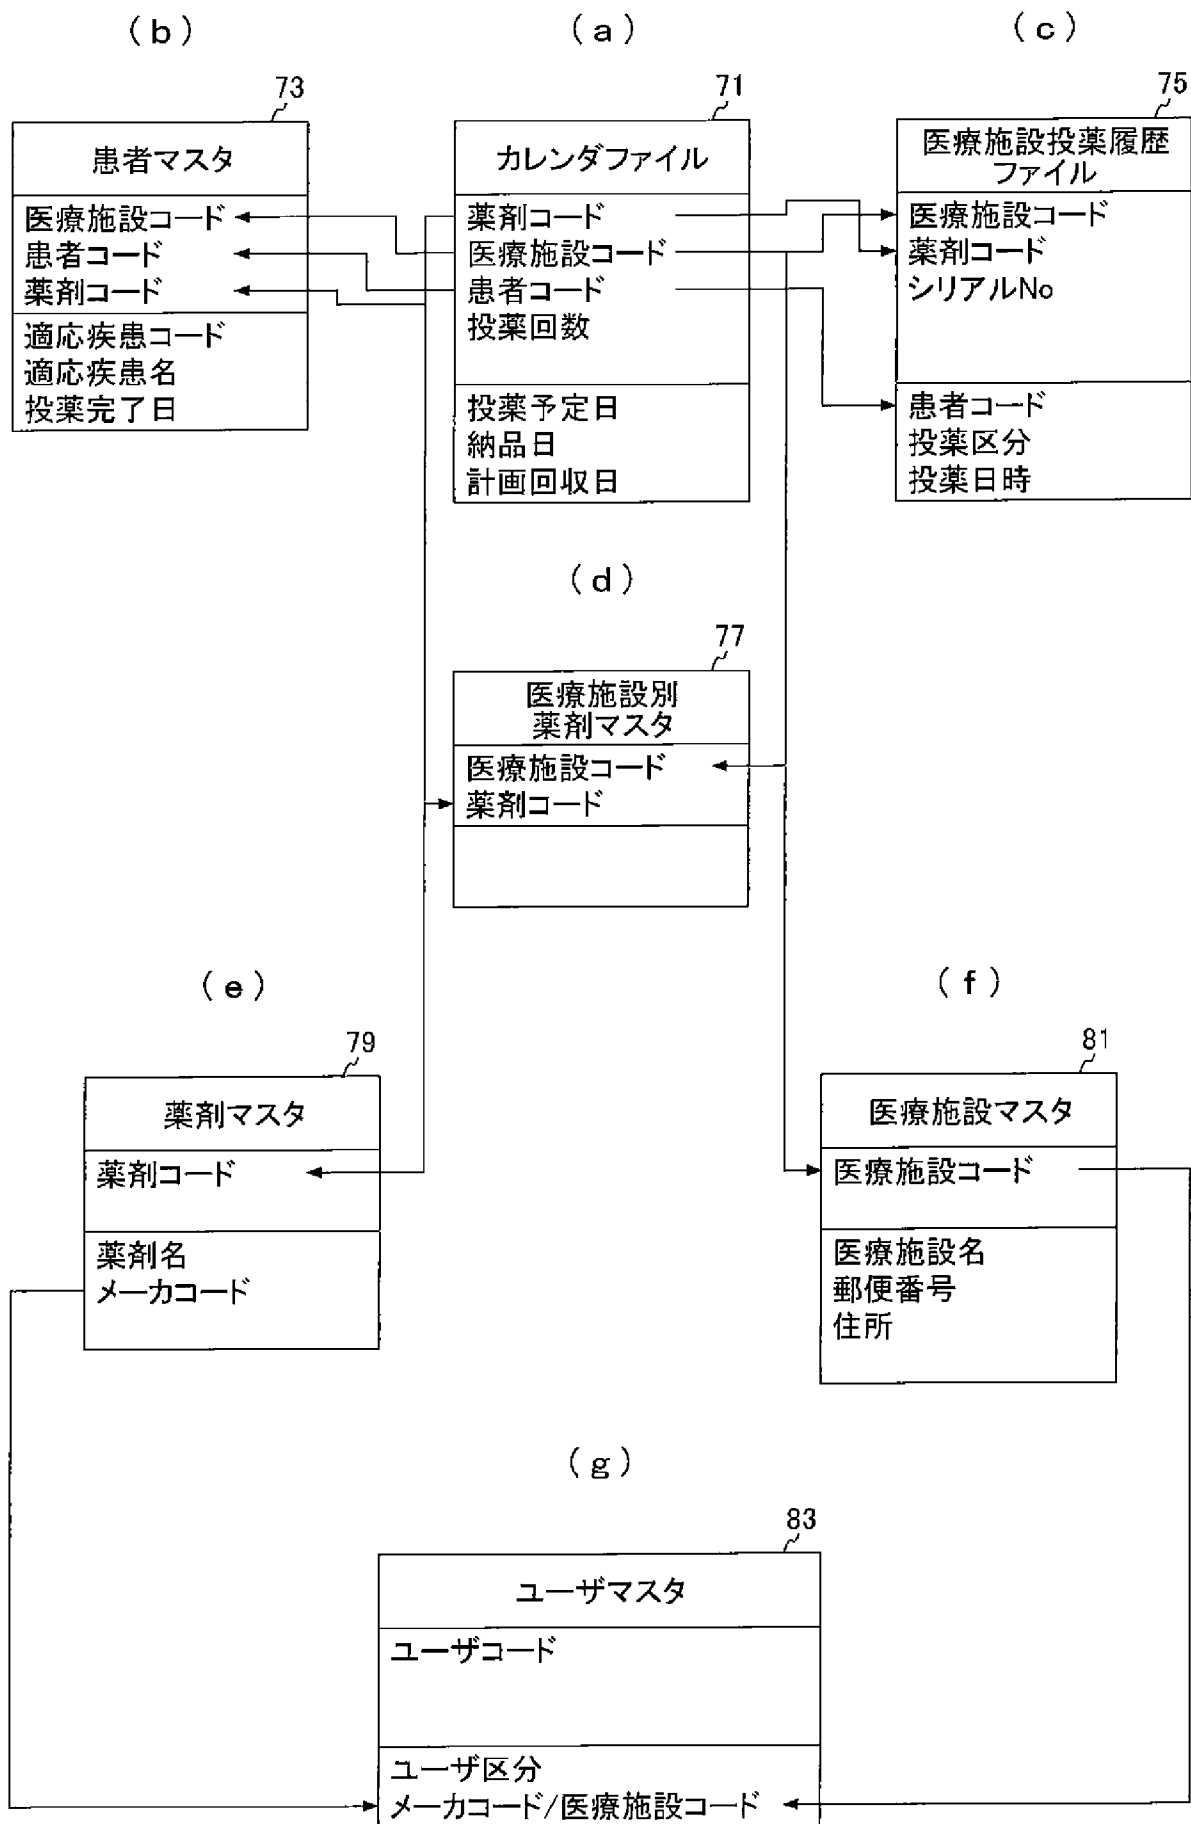 (b)
(a)
(c)
73
71
75
患者マスタ
医療施設コード
患者コード
薬剤コード
適応疾患コード
適応疾患名
投薬完了日
カレンダファイル
薬剤コード
医療施設コード
患者コード
投薬回数
投薬予定日
納品日
計画回収日
医療施設投薬履歴
ファイル
医療施設コード
薬剤コード
シリアルNo
患者コード
投薬区分
投薬日時
(d)
77
医療施設別
薬剤マスタ
医療施設コード
薬剤コード
(e)
(f)
79
81
薬剤マスタ
薬剤コード
薬剤名
メーカコード
医療施設マスタ
医療施設コード
医療施設名
郵便番号
住所
(g)
83
ユーザマスタ
ユーザコード
ユーザ区分
メーカコード/医療施設コード